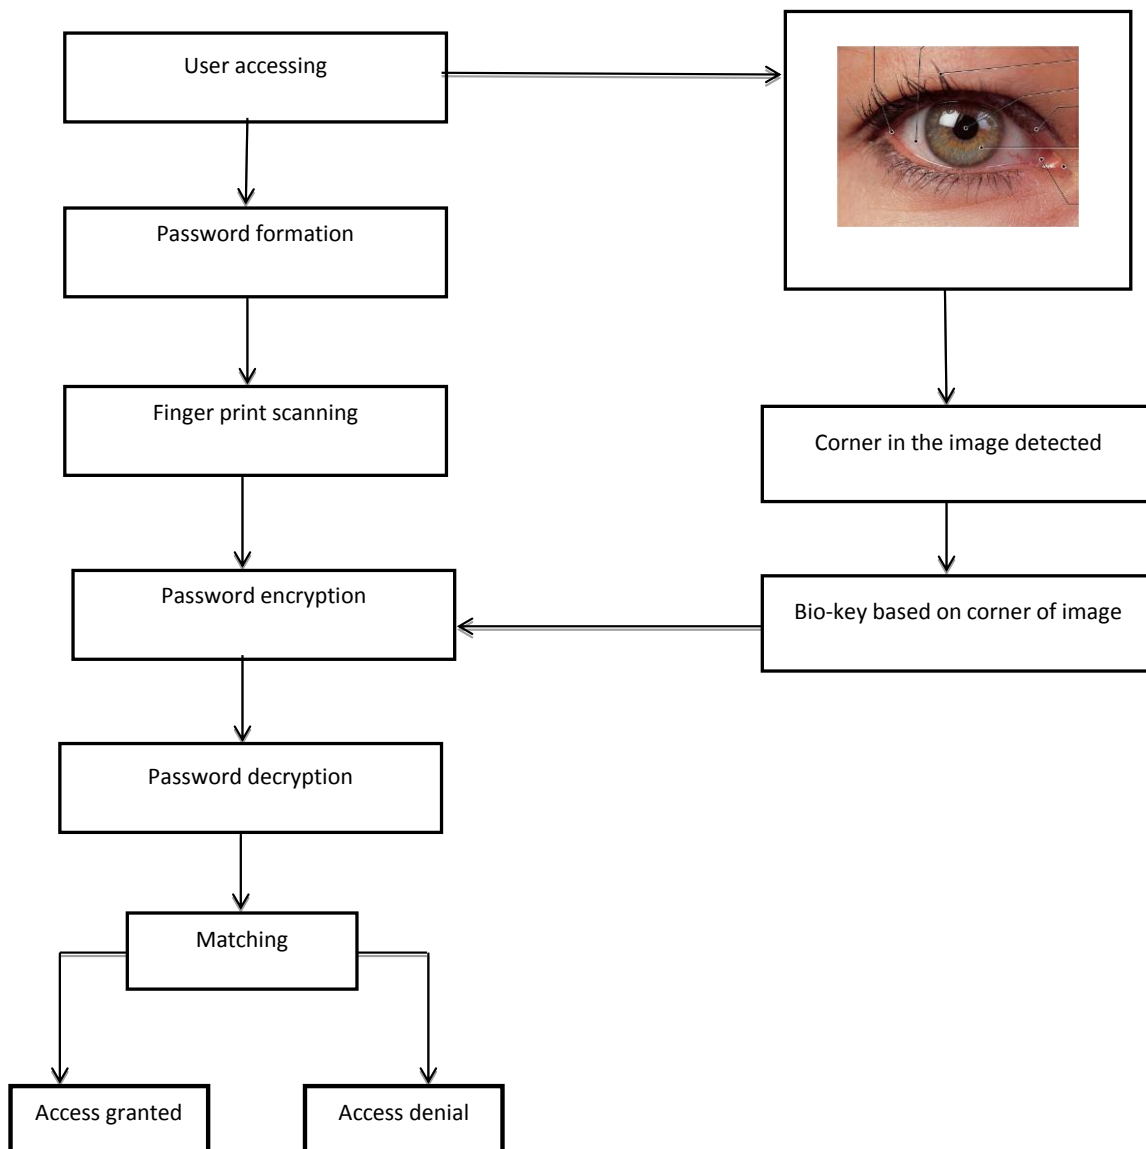 User accessing
Password formation
Finger print scanning
Corner in the image detected
Password encryption
Bio-key based on corner of image
Password decryption
Matching
Access granted
Access denial